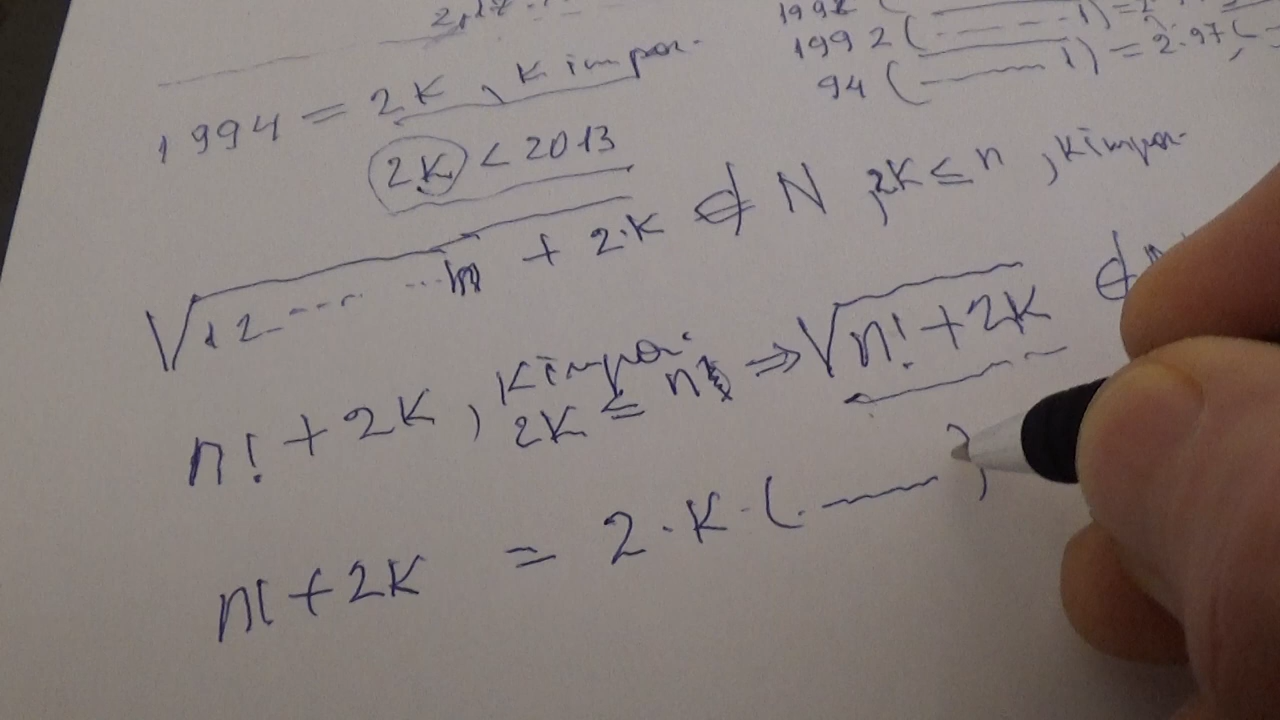 1994 = 2K, K impar.
2K < 2013
1992 ( 1) =
94 ( 1) = 2.97(
√12 ... n + 2.K ∉ N, 2K ≤ n, K impar.
n! + 2K, K impar. 2K ≤ n ⇒ √n! + 2K ∉ N
n! + 2K = 2.K.( )